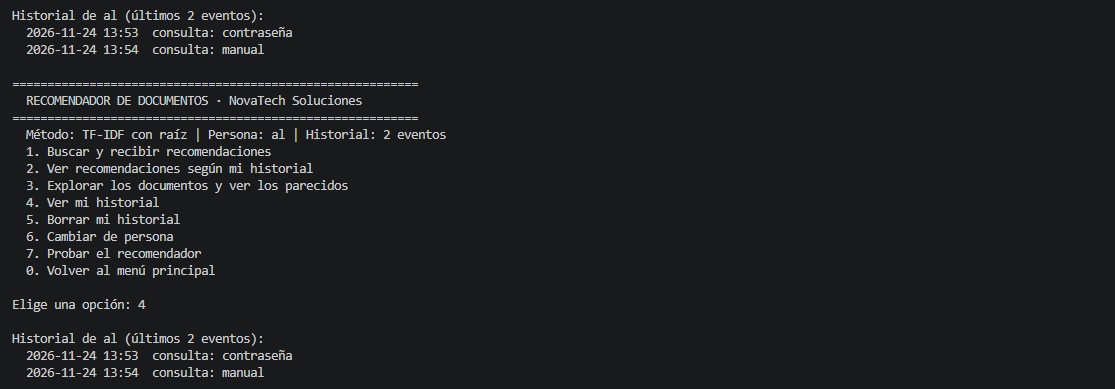 Historial de al (últimos 2 eventos):
  2026-11-24 13:53  consulta: contraseña
  2026-11-24 13:54  consulta: manual

==========================================================
  RECOMENDADOR DE DOCUMENTOS · NovaTech Soluciones
==========================================================
  Método: TF-IDF con raíz | Persona: al | Historial: 2 eventos
  1. Buscar y recibir recomendaciones
  2. Ver recomendaciones según mi historial
  3. Explorar los documentos y ver los parecidos
  4. Ver mi historial
  5. Borrar mi historial
  6. Cambiar de persona
  7. Probar el recomendador
  0. Volver al menú principal

Elige una opción: 4

Historial de al (últimos 2 eventos):
  2026-11-24 13:53  consulta: contraseña
  2026-11-24 13:54  consulta: manual